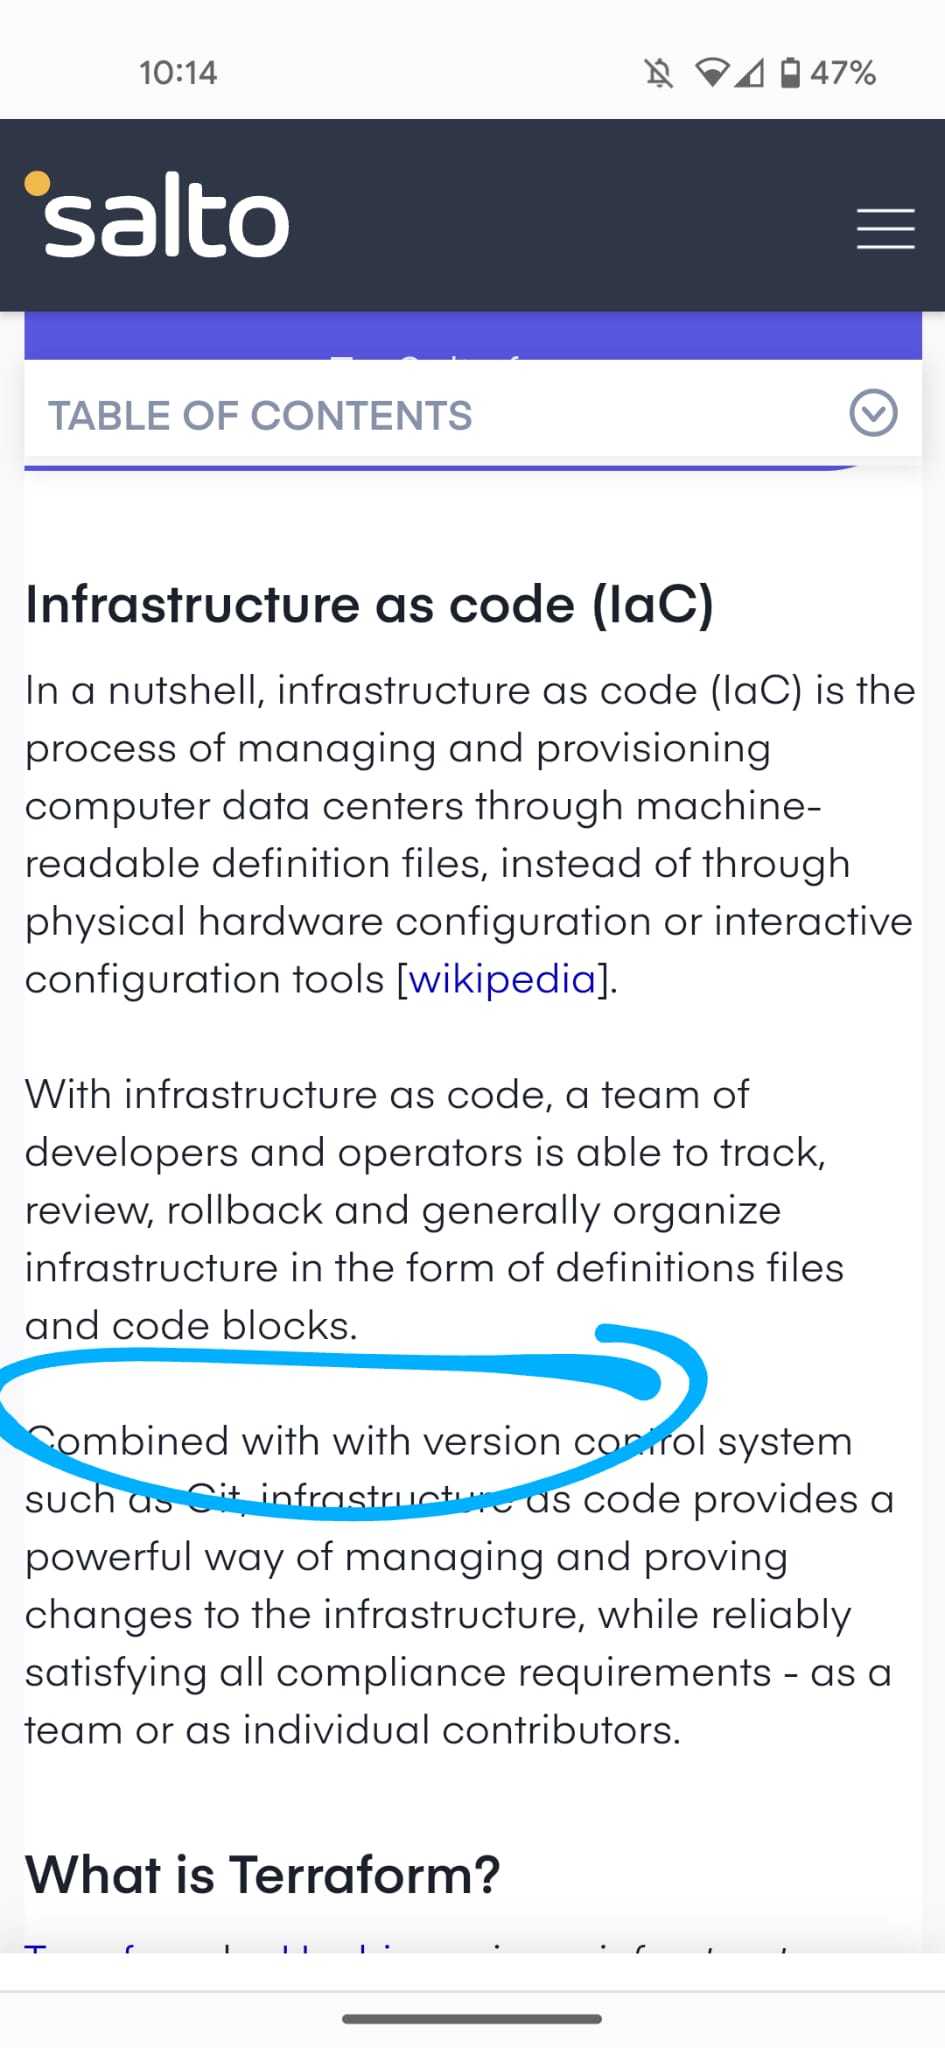 10:14
47%
salto
TABLE OF CONTENTS
Infrastructure as code (IaC)
In a nutshell, infrastructure as code (IaC) is the
process of managing and provisioning
computer data centers through machine-
readable definition files, instead of through
physical hardware configuration or interactive
configuration tools [wikipedia].
With infrastructure as code, a team of
developers and operators is able to track,
review, rollback and generally organize
infrastructure in the form of definitions files
and code blocks.
Combined with with version control system
such as Git, infrastructure as code provides a
powerful way of managing and proving
changes to the infrastructure, while reliably
satisfying all compliance requirements - as a
team or as individual contributors.
What is Terraform?